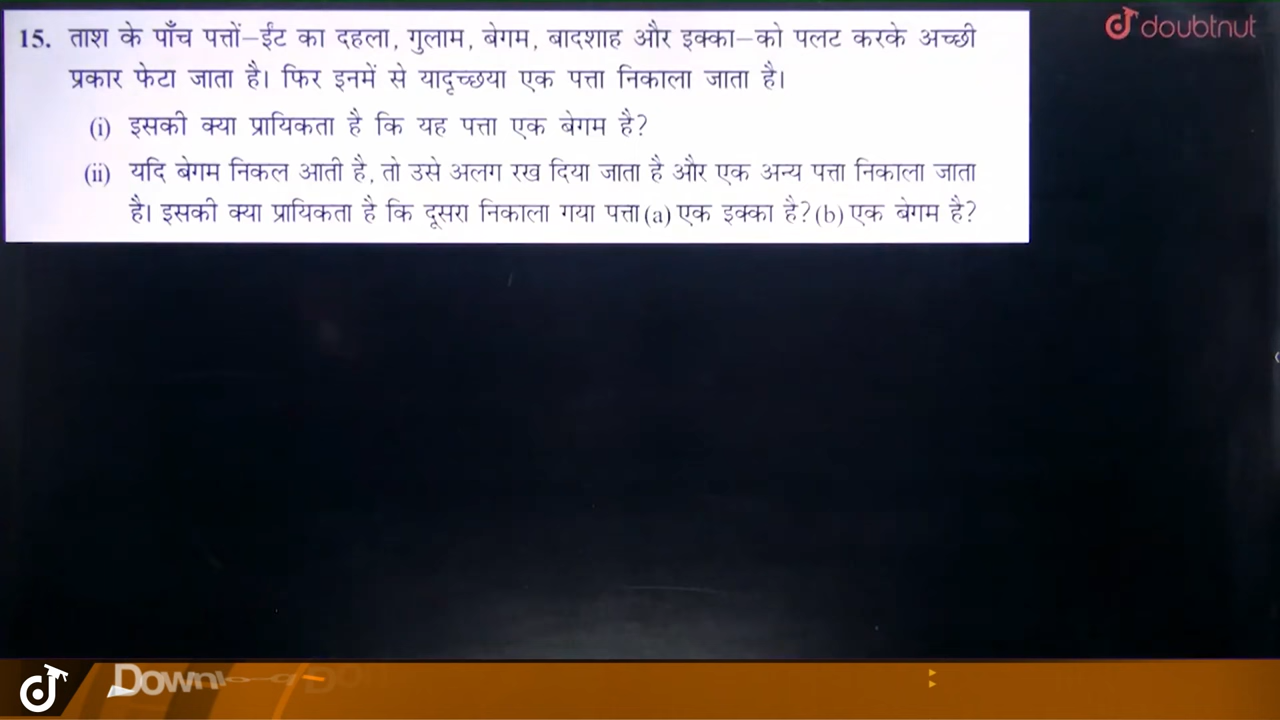 doubtnut
15. ताश के पाँच पत्तों–ईंट का दहला, गुलाम, बेगम, बादशाह और इक्का–को पलट करके अच्छी
प्रकार फेटा जाता है। फिर इनमें से यादृच्छया एक पत्ता निकाला जाता है।
(i) इसकी क्या प्रायिकता है कि यह पत्ता एक बेगम है?
(ii) यदि बेगम निकल आती है, तो उसे अलग रख दिया जाता है और एक अन्य पत्ता निकाला जाता
है। इसकी क्या प्रायिकता है कि दूसरा निकाला गया पत्ता (a) एक इक्का है? (b) एक बेगम है?